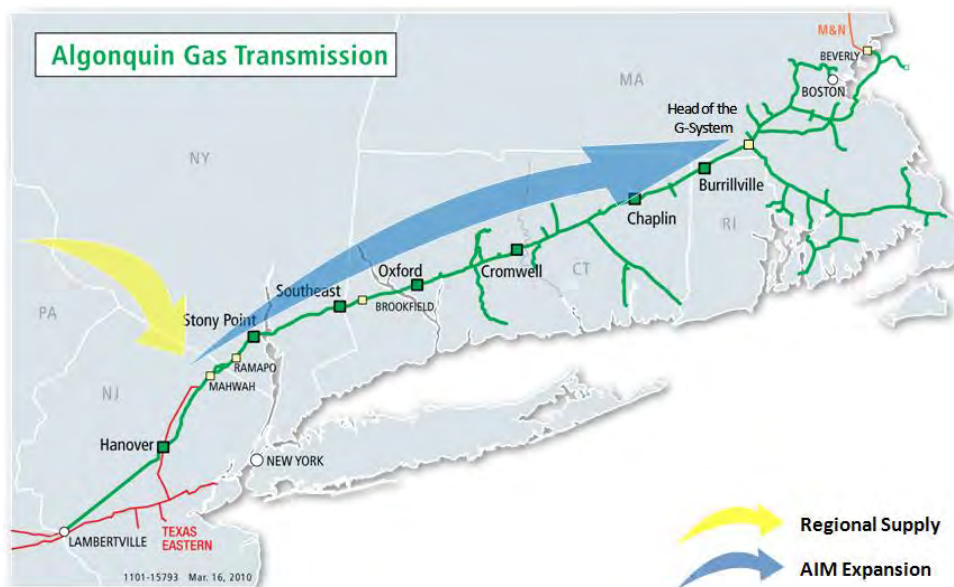 Algonquin Gas Transmission
M&N
BEVERLY
BOSTON
MA
Head of the
G-System
NY
Burrillville
Chaplin
RI
Cromwell
CT
Oxford
BROOKFIELD
Southeast
Stony Point
PA
RAMAPO
MAHWAH
NJ
Hanover
NEW YORK
TEXAS
EASTERN
LAMBERTVILLE
Regional Supply
AIM Expansion
1101-15793 Mar. 16, 2010